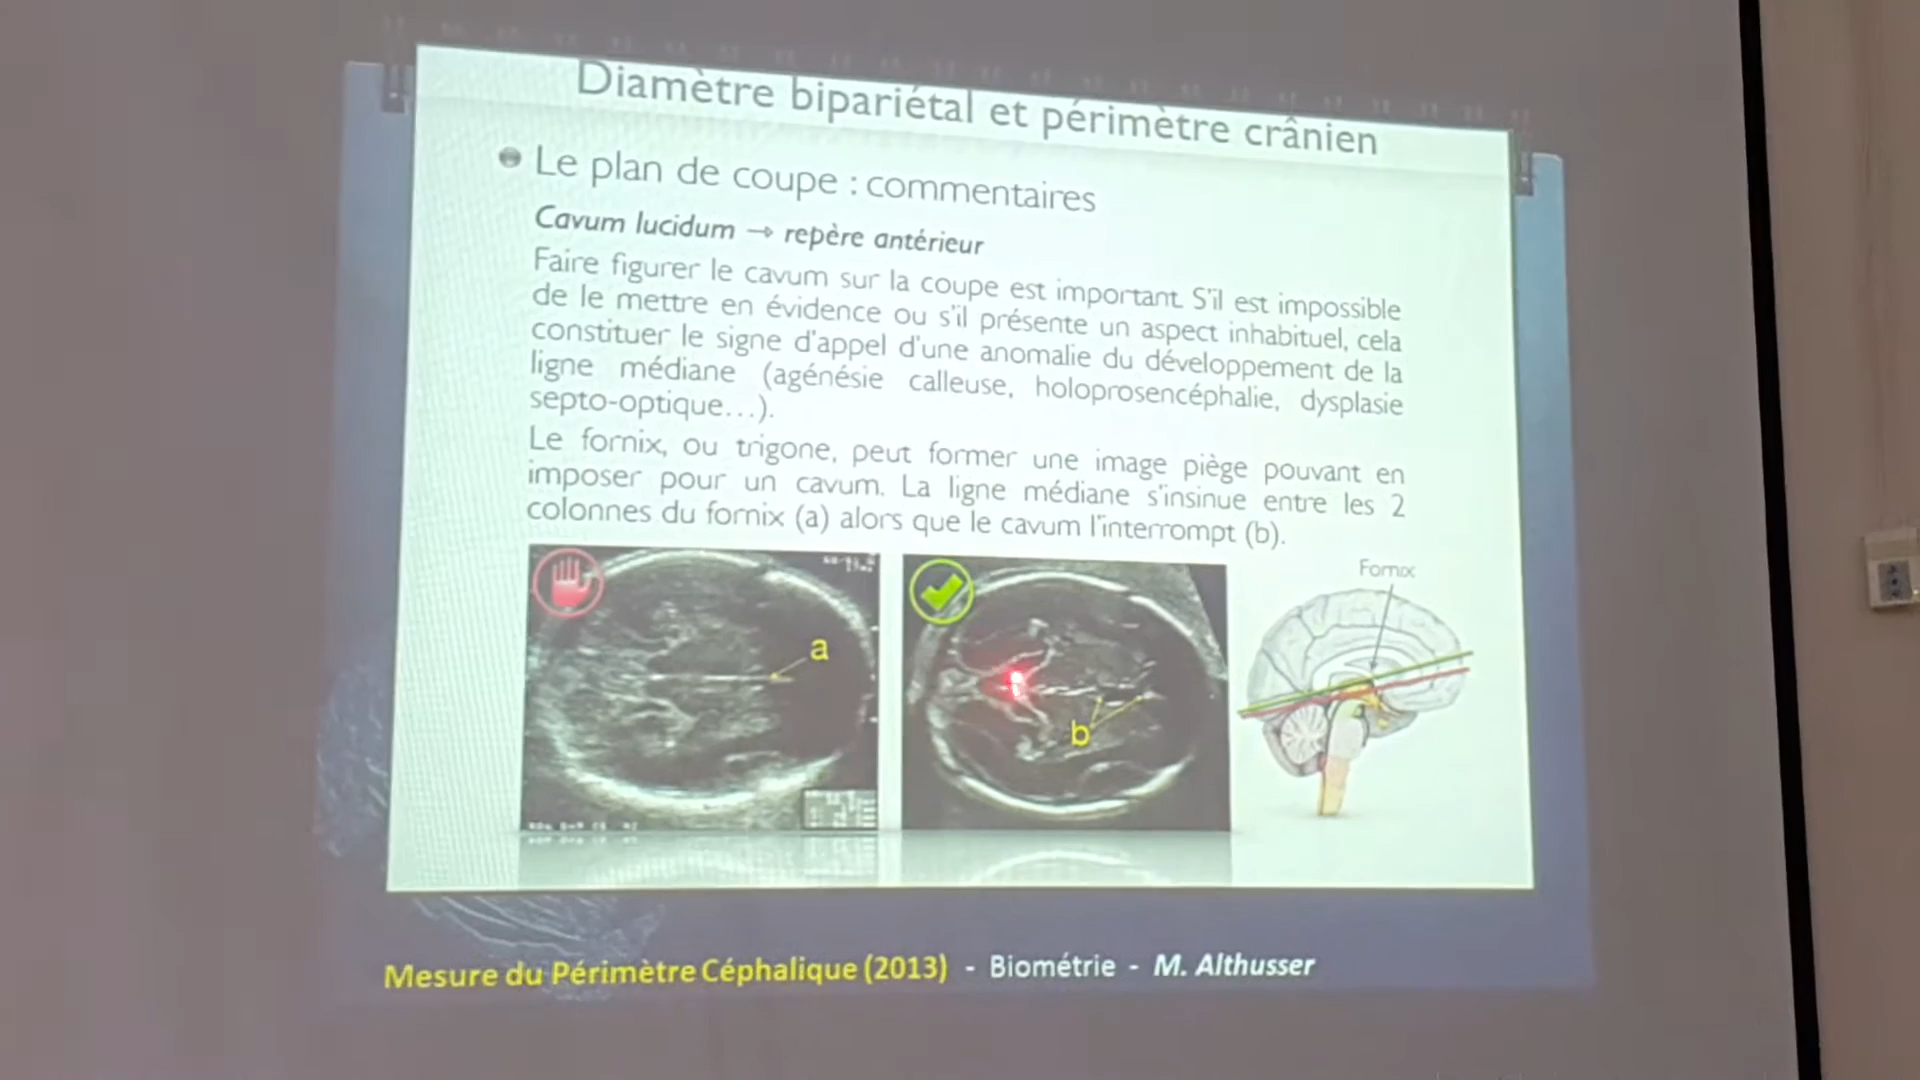 Diamètre bipariétal et périmètre crânien
Le plan de coupe : commentaires
Cavum lucidum → repère antérieur
Faire figurer le cavum sur la coupe est important. S'il est impossible
de le mettre en évidence ou s'il présente un aspect inhabituel, cela
constituer le signe d'appel d'une anomalie du développement de la
ligne médiane (agénésie calleuse, holoprosencéphalie, dysplasie
septo-optique...).
Le fornix, ou trigone, peut former une image piège pouvant en
imposer pour un cavum. La ligne médiane s'insinue entre les 2
colonnes du fornix (a) alors que le cavum l'interrompt (b).
a
b
Fornix
Mesure du Périmètre Céphalique (2013) - Biométrie - M. Althusser